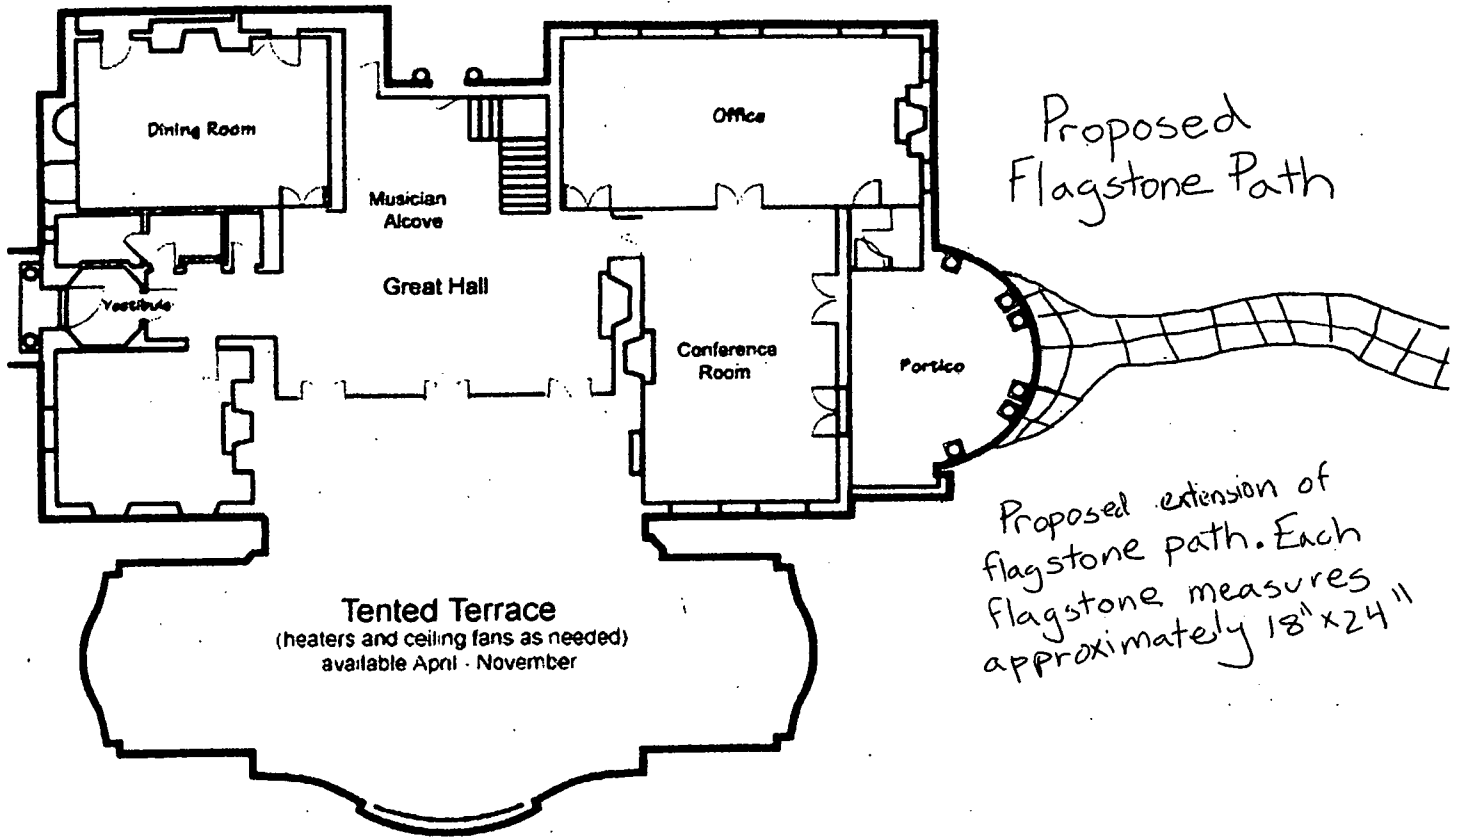 Proposed
Flagstone Path
Dining Room
Office
Musician
Alcove
Great Hall
Vestibule
Conference
Room
Portico
Proposed extension of
flagstone path. Each
flagstone measures
approximately 18" x 24"
Tented Terrace
(heaters and ceiling fans as needed)
available April - November